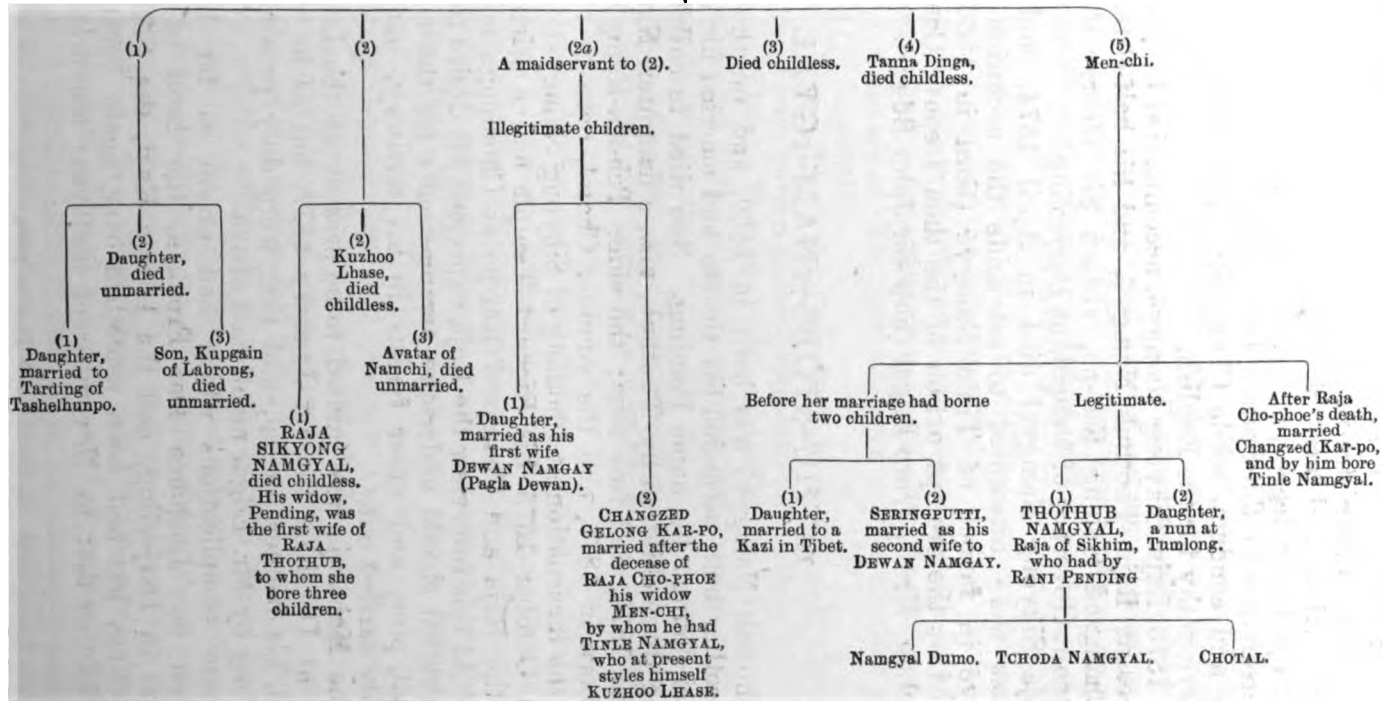 (1)
(2)
(2a)
A maidservant to (2).
(3)
Died childless.
(4)
Tanna Dinga,
died childless.
(5)
Men-chi.
Illegitimate children.
(2)
Daughter,
died
unmarried.
(1)
Daughter,
married to
Tarding of
Tashelhunpo.
(3)
Son, Kupgain
of Labrong,
died
unmarried.
(2)
Kuzhoo
Lhase,
died
childless.
(1)
RAJA
SIKYONG
NAMGYAL,
died childless.
His widow,
Pending, was
the first wife of
RAJA
THOTHUB,
to whom she
bore three
children.
(3)
Avatar of
Namchi, died
unmarried.
(1)
Daughter,
married as his
first wife
DEWAN NAMGAY
(Pagla Dewan).
(2)
CHANGZED
GELONG KAR-PO,
married after the
decease of
RAJA CHO-PHOE
his widow
MEN-CHI,
by whom he had
TINLE NAMGYAL,
who at present
styles himself
KUZHOO LHASE.
Before her marriage had borne
two children.
(1)
Daughter,
married to a
Kazi in Tibet.
(2)
SERINGPUTTI,
married as his
second wife to
DEWAN NAMGAY.
Legitimate.
(1)
THOTHUB
NAMGYAL,
Raja of Sikhim,
who had by
RANI PENDING
(2)
Daughter,
a nun at
Tumlong.
After Raja
Cho-phoe's death,
married
Changzed Kar-po,
and by him bore
Tinle Namgyal.
Namgyal Dumo.
TCHODA NAMGYAL.
CHOTAL.